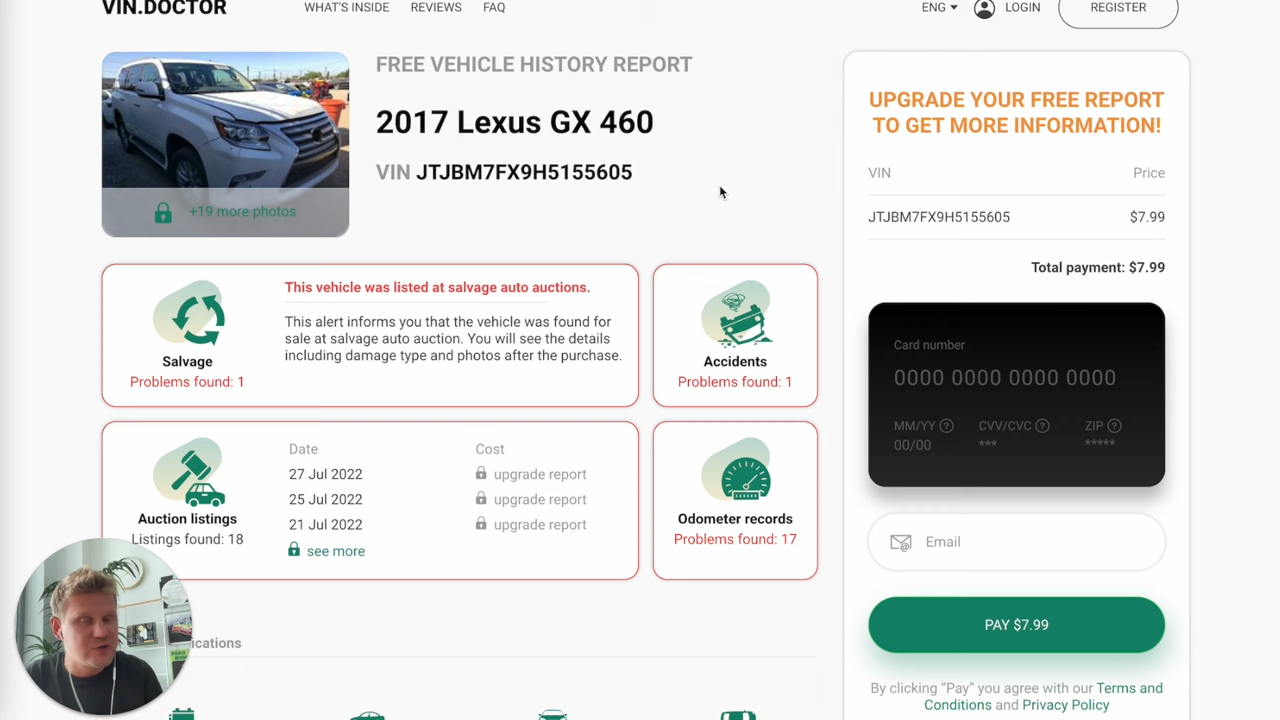 VIN.DOCTOR
WHAT'S INSIDE
REVIEWS
FAQ
ENG
LOGIN
REGISTER
FREE VEHICLE HISTORY REPORT
2017 Lexus GX 460
VIN JTJBM7FX9H5155605
+19 more photos
Salvage
Problems found: 1
This vehicle was listed at salvage auto auctions.
This alert informs you that the vehicle was found for
sale at salvage auto auction. You will see the details
including damage type and photos after the purchase.
Accidents
Problems found: 1
Auction listings
Listings found: 18
Date
Cost
27 Jul 2022
upgrade report
25 Jul 2022
upgrade report
21 Jul 2022
upgrade report
see more
Odometer records
Problems found: 17
ications
UPGRADE YOUR FREE REPORT
TO GET MORE INFORMATION!
VIN
Price
JTJBM7FX9H5155605
$7.99
Total payment: $7.99
Card number
0000 0000 0000 0000
MM/YY
CVV/CVC
ZIP
00/00
***
*****
Email
PAY $7.99
By clicking “Pay” you agree with our Terms and
Conditions and Privacy Policy